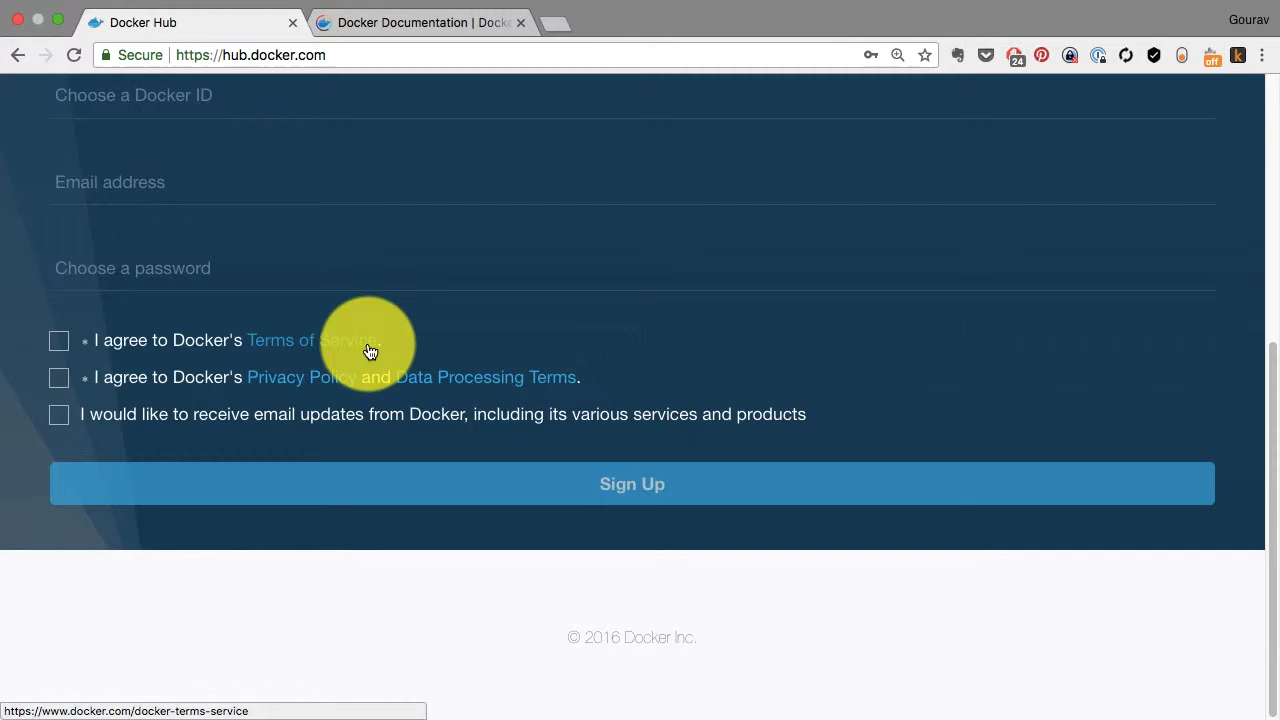 Docker Hub
Docker Documentation | Docke
Gourav
Secure https://hub.docker.com
24
off
k
Choose a Docker ID
Email address
Choose a password
* I agree to Docker's Terms of Service.
* I agree to Docker's Privacy Policy and Data Processing Terms.
I would like to receive email updates from Docker, including its various services and products
Sign Up
© 2016 Docker Inc.
https://www.docker.com/docker-terms-service